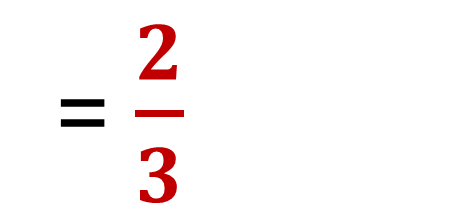 = 2/3